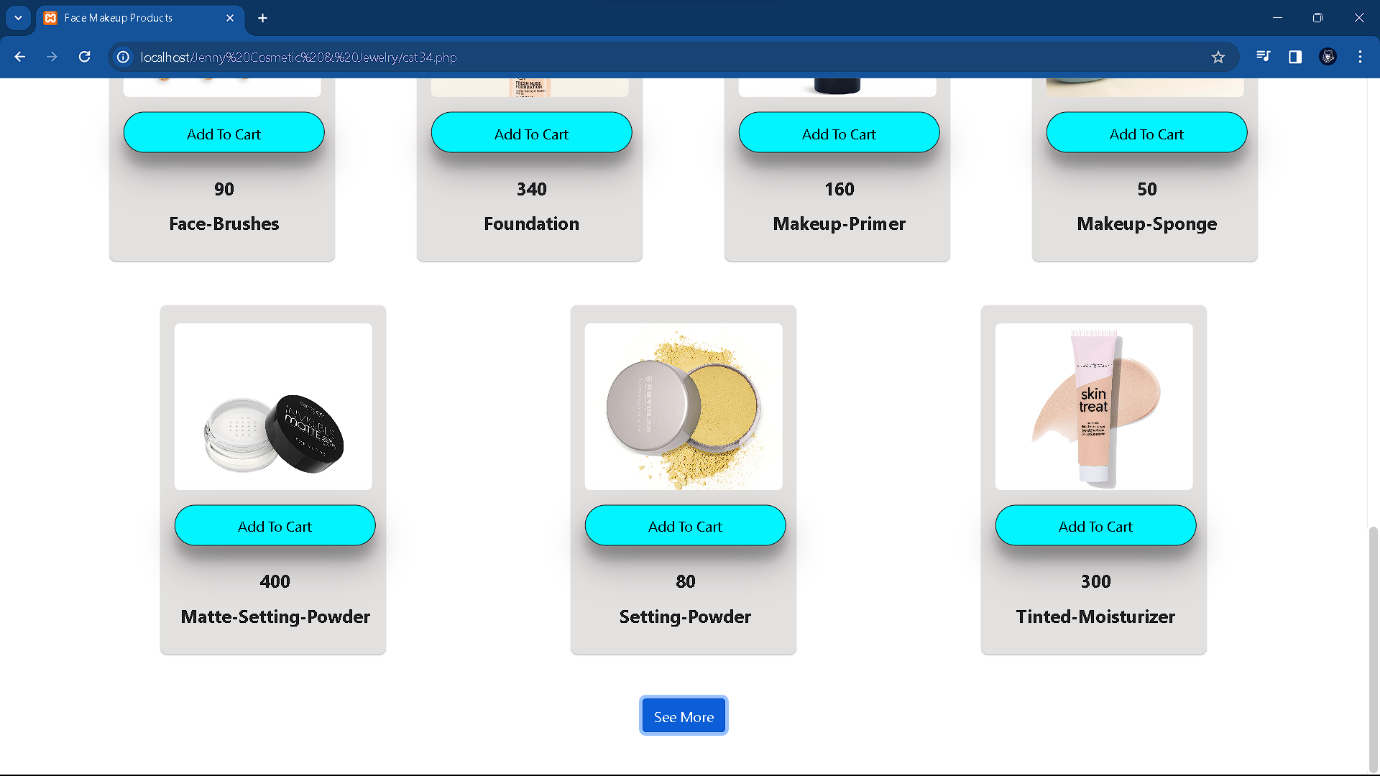 Face Makeup Products
localhost/Jenny%20Cosmetic%20&%20Jewelry/cat34.php
Add To Cart
Add To Cart
Add To Cart
Add To Cart
90
340
160
50
Face-Brushes
Foundation
Makeup-Primer
Makeup-Sponge
MATTE
skin
treat
Add To Cart
Add To Cart
Add To Cart
400
80
300
Matte-Setting-Powder
Setting-Powder
Tinted-Moisturizer
See More